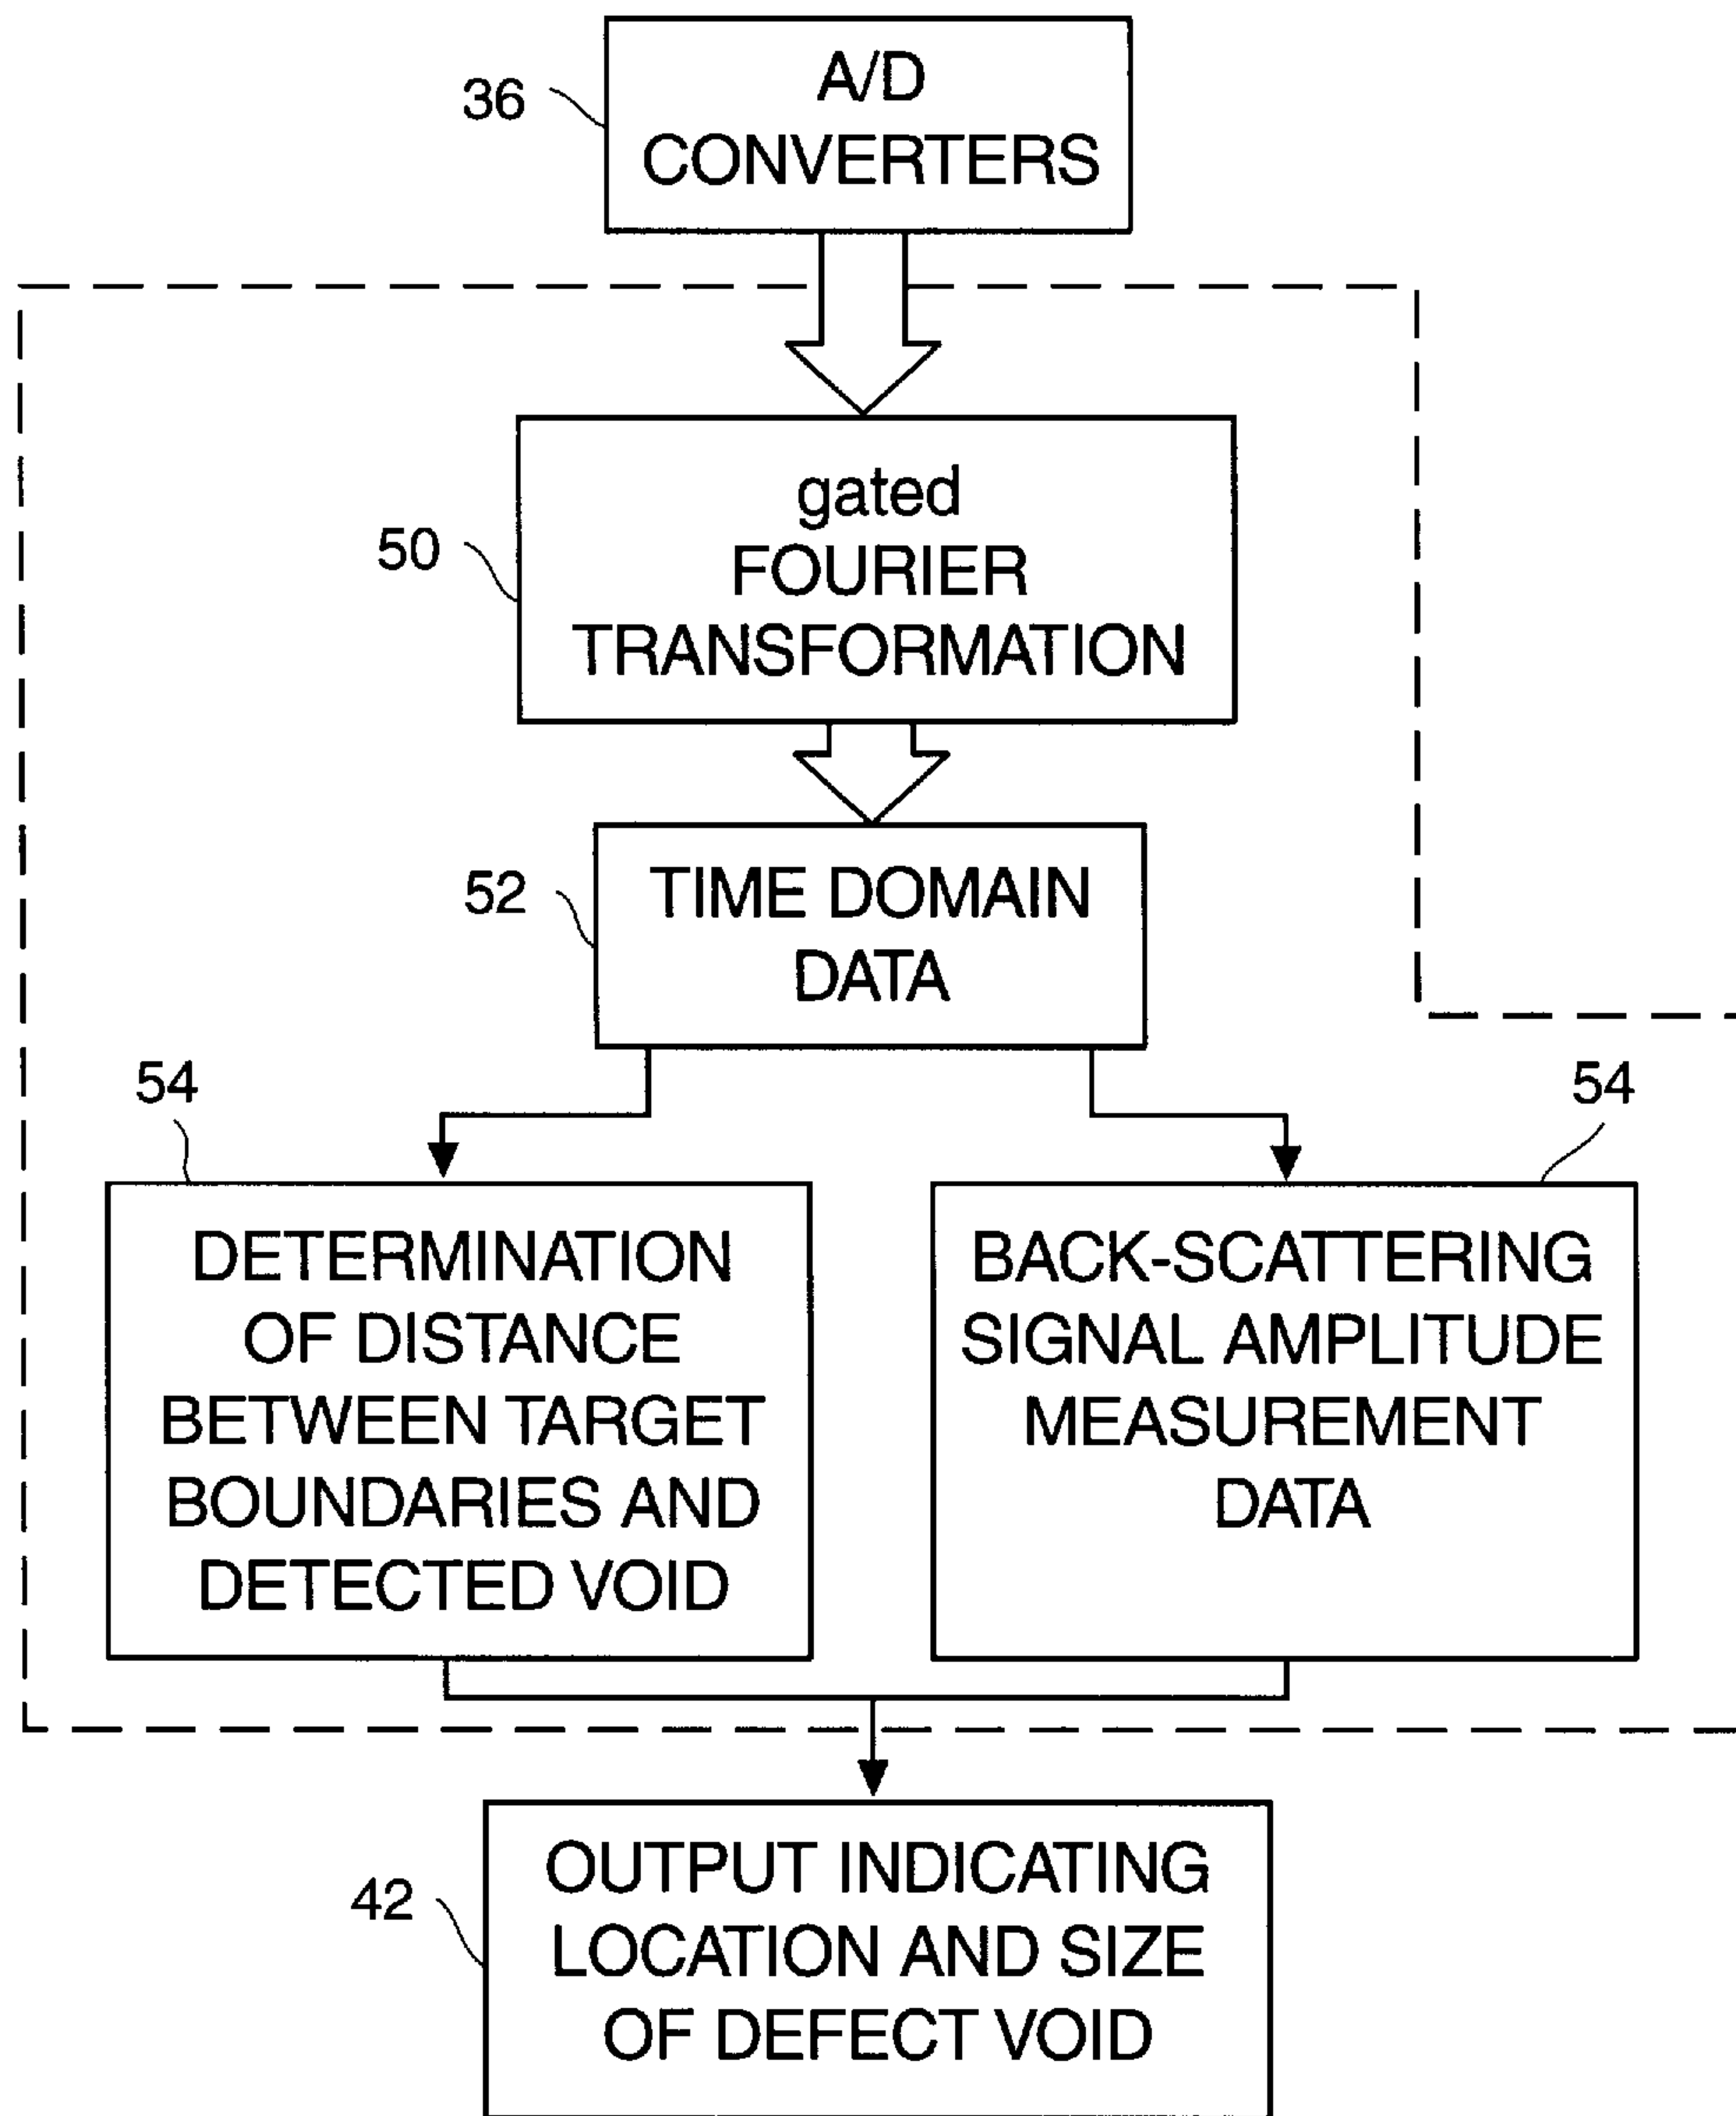 36
A/D
CONVERTERS
50
gated
FOURIER
TRANSFORMATION
52
TIME DOMAIN
DATA
54
54
DETERMINATION
OF DISTANCE
BETWEEN TARGET
BOUNDARIES AND
DETECTED VOID
BACK-SCATTERING
SIGNAL AMPLITUDE
MEASUREMENT
DATA
42
OUTPUT INDICATING
LOCATION AND SIZE
OF DEFECT VOID